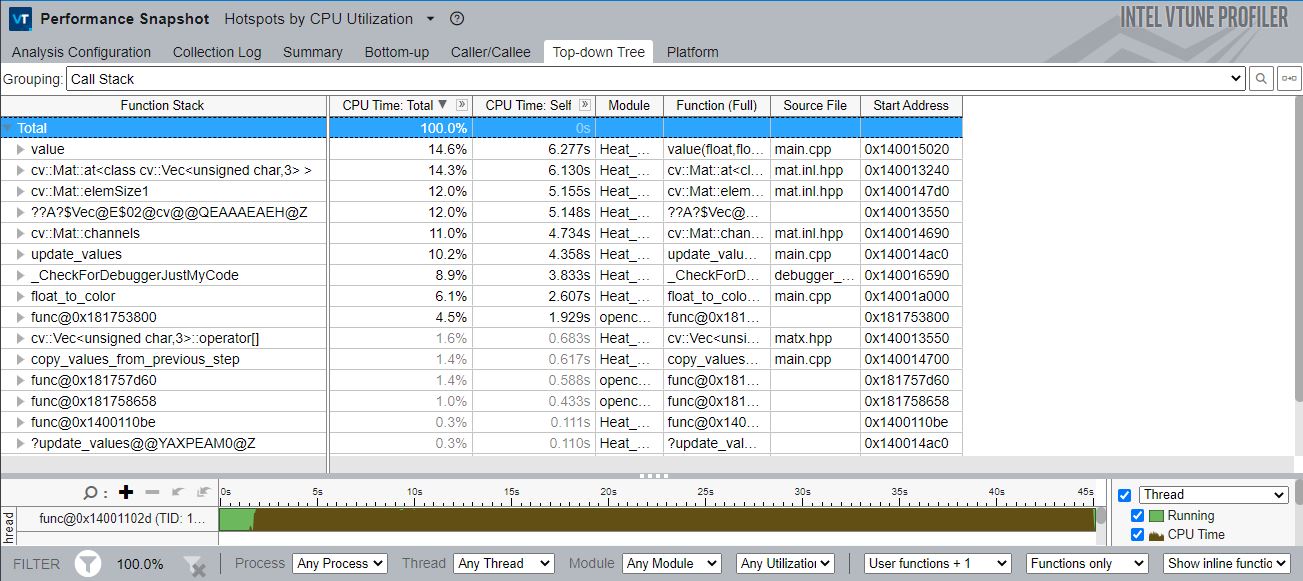 VT Performance Snapshot Hotspots by CPU Utilization ? INTEL VTUNE PROFILER
Analysis Configuration Collection Log Summary Bottom-up Caller/Callee Top-down Tree Platform
Grouping: Call Stack
Function Stack CPU Time: Total ▼ » CPU Time: Self » Module Function (Full) Source File Start Address
Total 100.0% 0s
value 14.6% 6.277s Heat_... value(float,flo... main.cpp 0x140015020
cv::Mat::at<class cv::Vec<unsigned char,3> > 14.3% 6.130s Heat_... cv::Mat::at<cl... mat.inl.hpp 0x140013240
cv::Mat::elemSize1 12.0% 5.155s Heat_... cv::Mat::elem... mat.inl.hpp 0x1400147d0
??A?$Vec@E$02@cv@@QEAAAEAEH@Z 12.0% 5.148s Heat_... ??A?$Vec@... 0x140013550
cv::Mat::channels 11.0% 4.734s Heat_... cv::Mat::chan... mat.inl.hpp 0x140014690
update_values 10.2% 4.358s Heat_... update_valu... main.cpp 0x140014ac0
_CheckForDebuggerJustMyCode 8.9% 3.833s Heat_... _CheckForD... debugger_... 0x140016590
float_to_color 6.1% 2.607s Heat_... float_to_colo... main.cpp 0x14001a000
func@0x181753800 4.5% 1.929s openc... func@0x181... 0x181753800
cv::Vec<unsigned char,3>::operator[] 1.6% 0.683s Heat_... cv::Vec<unsi... matx.hpp 0x140013550
copy_values_from_previous_step 1.4% 0.617s Heat_... copy_values... main.cpp 0x140014700
func@0x181757d60 1.4% 0.588s openc... func@0x181... 0x181757d60
func@0x181758658 1.0% 0.433s openc... func@0x181... 0x181758658
func@0x1400110be 0.3% 0.111s Heat_... func@0x140... 0x1400110be
?update_values@@YAXPEAM0@Z 0.3% 0.110s Heat_... ?update_val... 0x140014ac0
0s 5s 10s 15s 20s 25s 30s 35s 40s 45s Thread
hread func@0x14001102d (TID: 1... Running
CPU Time
FILTER 100.0% Process Any Process Thread Any Thread Module Any Module Any Utilization User functions + 1 Functions only Show inline functio